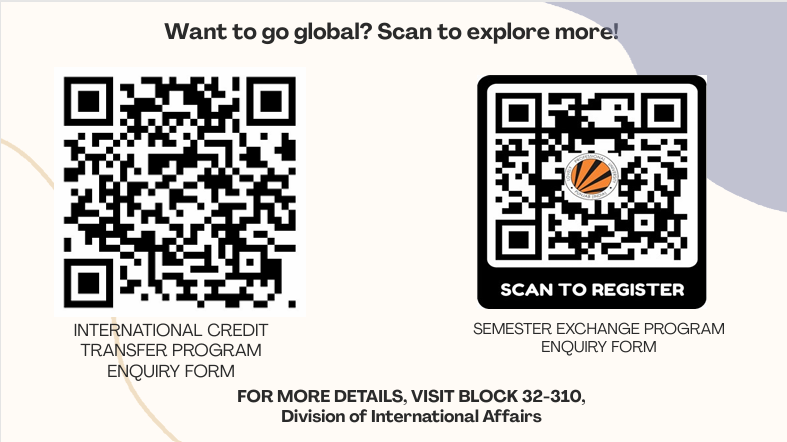 Want to go global? Scan to explore more!
SCAN TO REGISTER
INTERNATIONAL CREDIT
TRANSFER PROGRAM
ENQUIRY FORM
SEMESTER EXCHANGE PROGRAM
ENQUIRY FORM
FOR MORE DETAILS, VISIT BLOCK 32-310,
Division of International Affairs